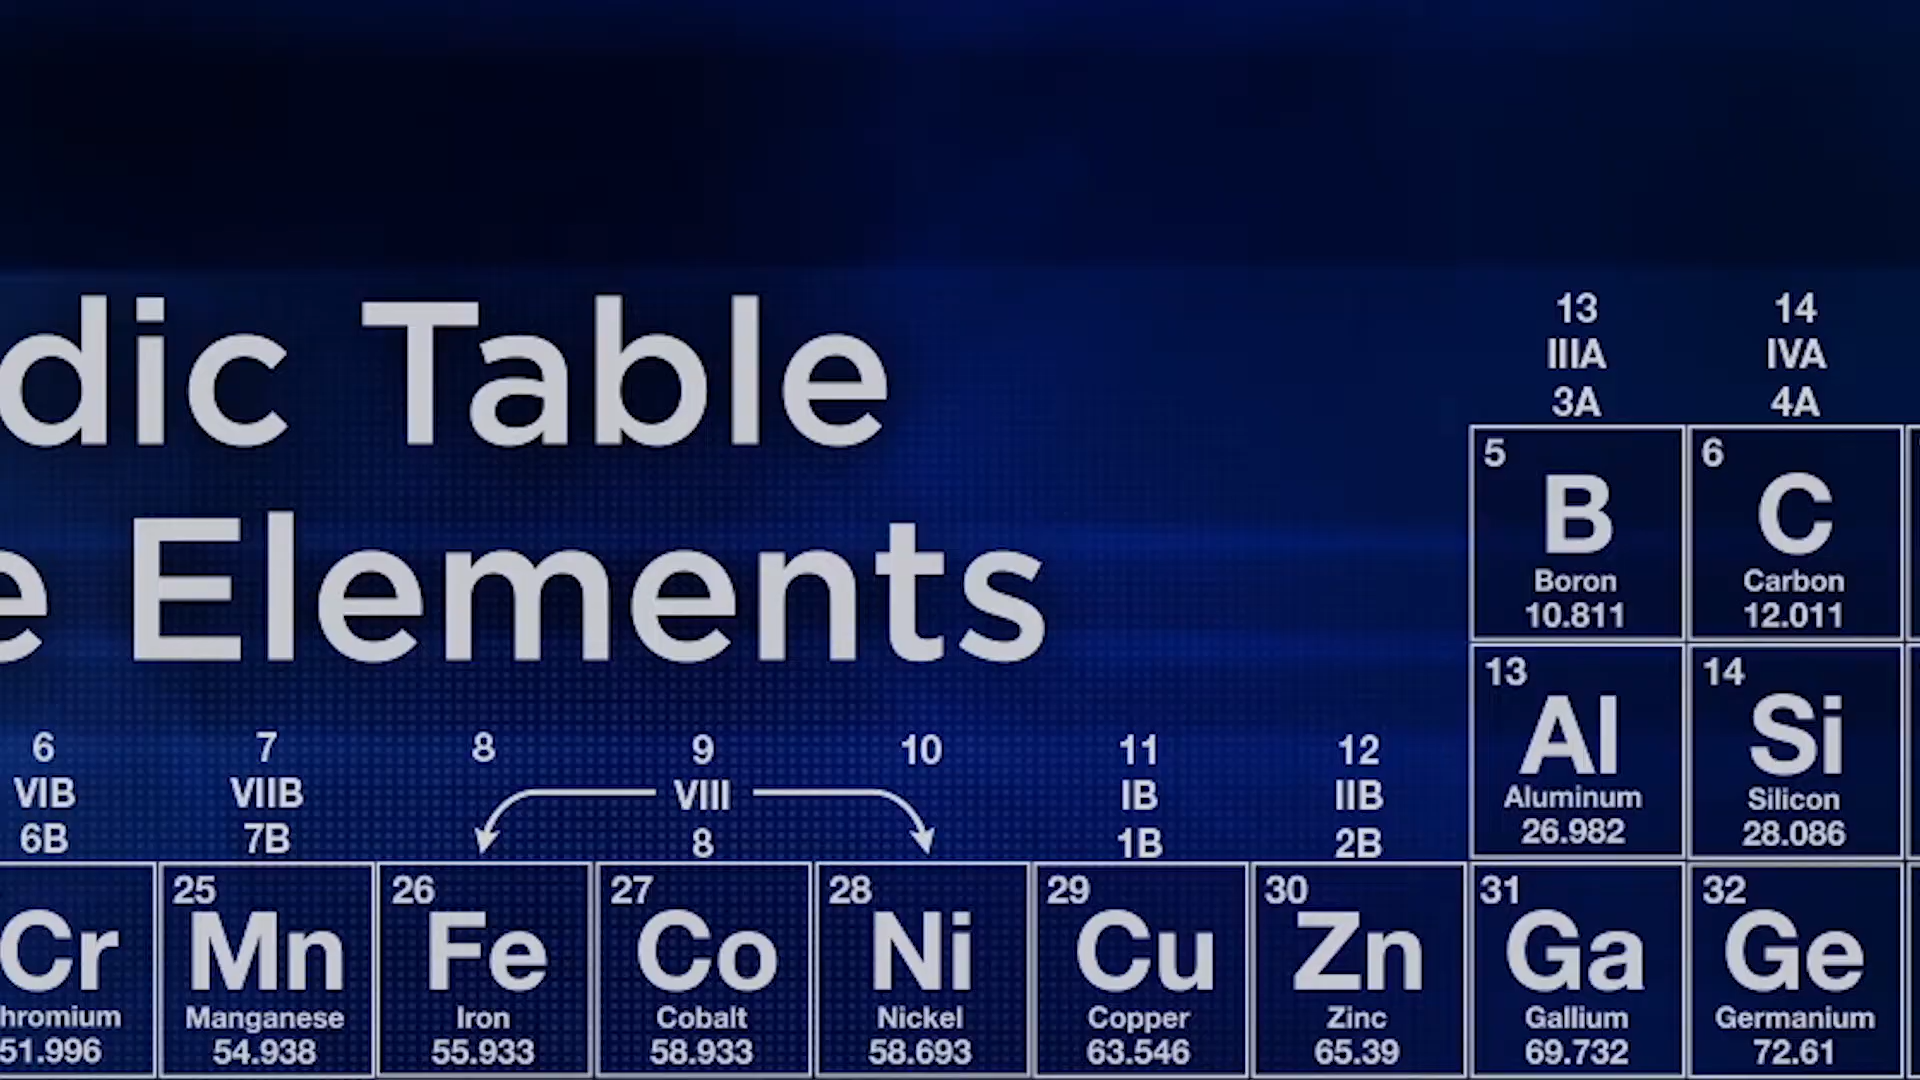 dic Table
e Elements
13 14
IIIA IVA
3A 4A
5 6
B C
Boron Carbon
10.811 12.011
13 14
Al Si
Aluminum Silicon
26.982 28.086
6 7 8 9 10 11 12
VIB VIIB VIII IB IIB
6B 7B 8 1B 2B
25 26 27 28 29 30 31 32
Cr Mn Fe Co Ni Cu Zn Ga Ge
hromium Manganese Iron Cobalt Nickel Copper Zinc Gallium Germanium
51.996 54.938 55.933 58.933 58.693 63.546 65.39 69.732 72.61